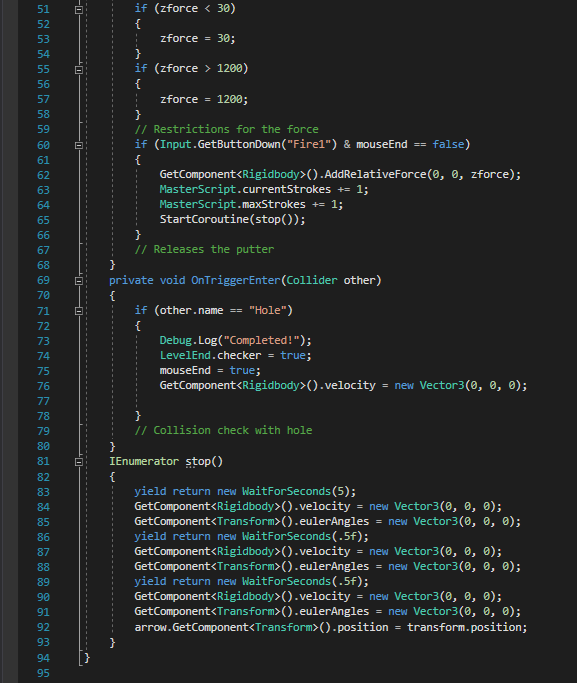 51 if (zforce < 30)
52 {
53 zforce = 30;
54 }
55 if (zforce > 1200)
56 {
57 zforce = 1200;
58 }
59 // Restrictions for the force
60 if (Input.GetButtonDown("Fire1") & mouseEnd == false)
61 {
62 GetComponent<Rigidbody>().AddRelativeForce(0, 0, zforce);
63 MasterScript.currentStrokes += 1;
64 MasterScript.maxStrokes += 1;
65 StartCoroutine(stop());
66 }
67 // Releases the putter
68 }
69 private void OnTriggerEnter(Collider other)
70 {
71 if (other.name == "Hole")
72 {
73 Debug.Log("Completed!");
74 LevelEnd.checker = true;
75 mouseEnd = true;
76 GetComponent<Rigidbody>().velocity = new Vector3(0, 0, 0);
77
78 }
79 // Collision check with hole
80 }
81 IEnumerator stop()
82 {
83 yield return new WaitForSeconds(5);
84 GetComponent<Rigidbody>().velocity = new Vector3(0, 0, 0);
85 GetComponent<Transform>().eulerAngles = new Vector3(0, 0, 0);
86 yield return new WaitForSeconds(.5f);
87 GetComponent<Rigidbody>().velocity = new Vector3(0, 0, 0);
88 GetComponent<Transform>().eulerAngles = new Vector3(0, 0, 0);
89 yield return new WaitForSeconds(.5f);
90 GetComponent<Rigidbody>().velocity = new Vector3(0, 0, 0);
91 GetComponent<Transform>().eulerAngles = new Vector3(0, 0, 0);
92 arrow.GetComponent<Transform>().position = transform.position;
93 }
94 }
95